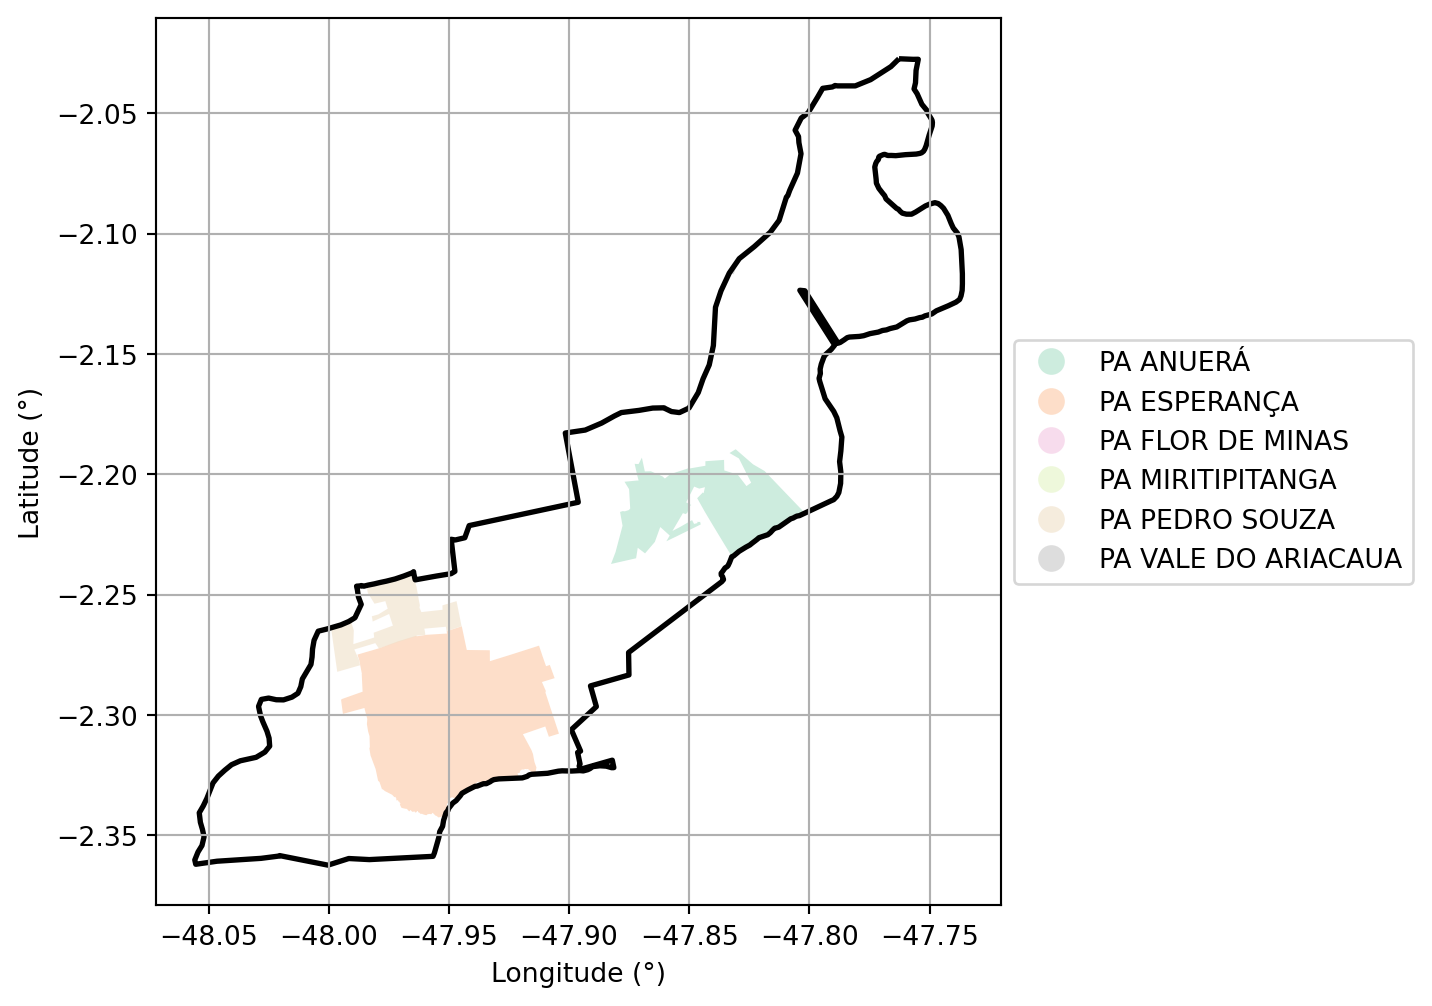 −2.05
−2.10
−2.15
−2.20
−2.25
−2.30
−2.35
Latitude (°)
−48.05 −48.00 −47.95 −47.90 −47.85 −47.80 −47.75
Longitude (°)
PA ANUERÁ
PA ESPERANÇA
PA FLOR DE MINAS
PA MIRITIPITANGA
PA PEDRO SOUZA
PA VALE DO ARIACAUA